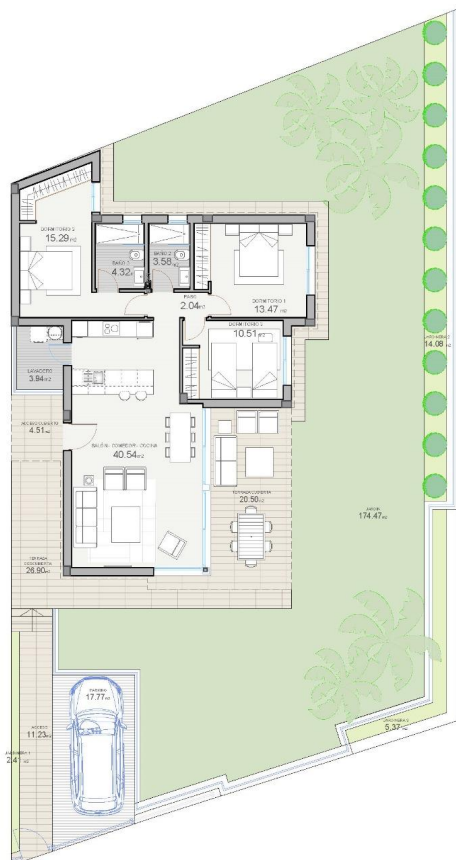 DORMITORIO 2
15.29 m2
BAÑO 1
4.32 m2
BAÑO 2
3.58 m2
PASO
2.04 m2
DORMITORIO 1
13.47 m2
10.51 m2
LAVADERO
3.94 m2
4.51 m2
SALÓN - COMEDOR - COCINA
40.54 m2
TERRAZA CUBIERTA
20.50 m2
14.08 m2
JARDÍN
174.47 m2
TERRAZA
DESCUBIERTA
26.90 m2
17.77 m2
ACCESO
11.23 m2
5.37 m2